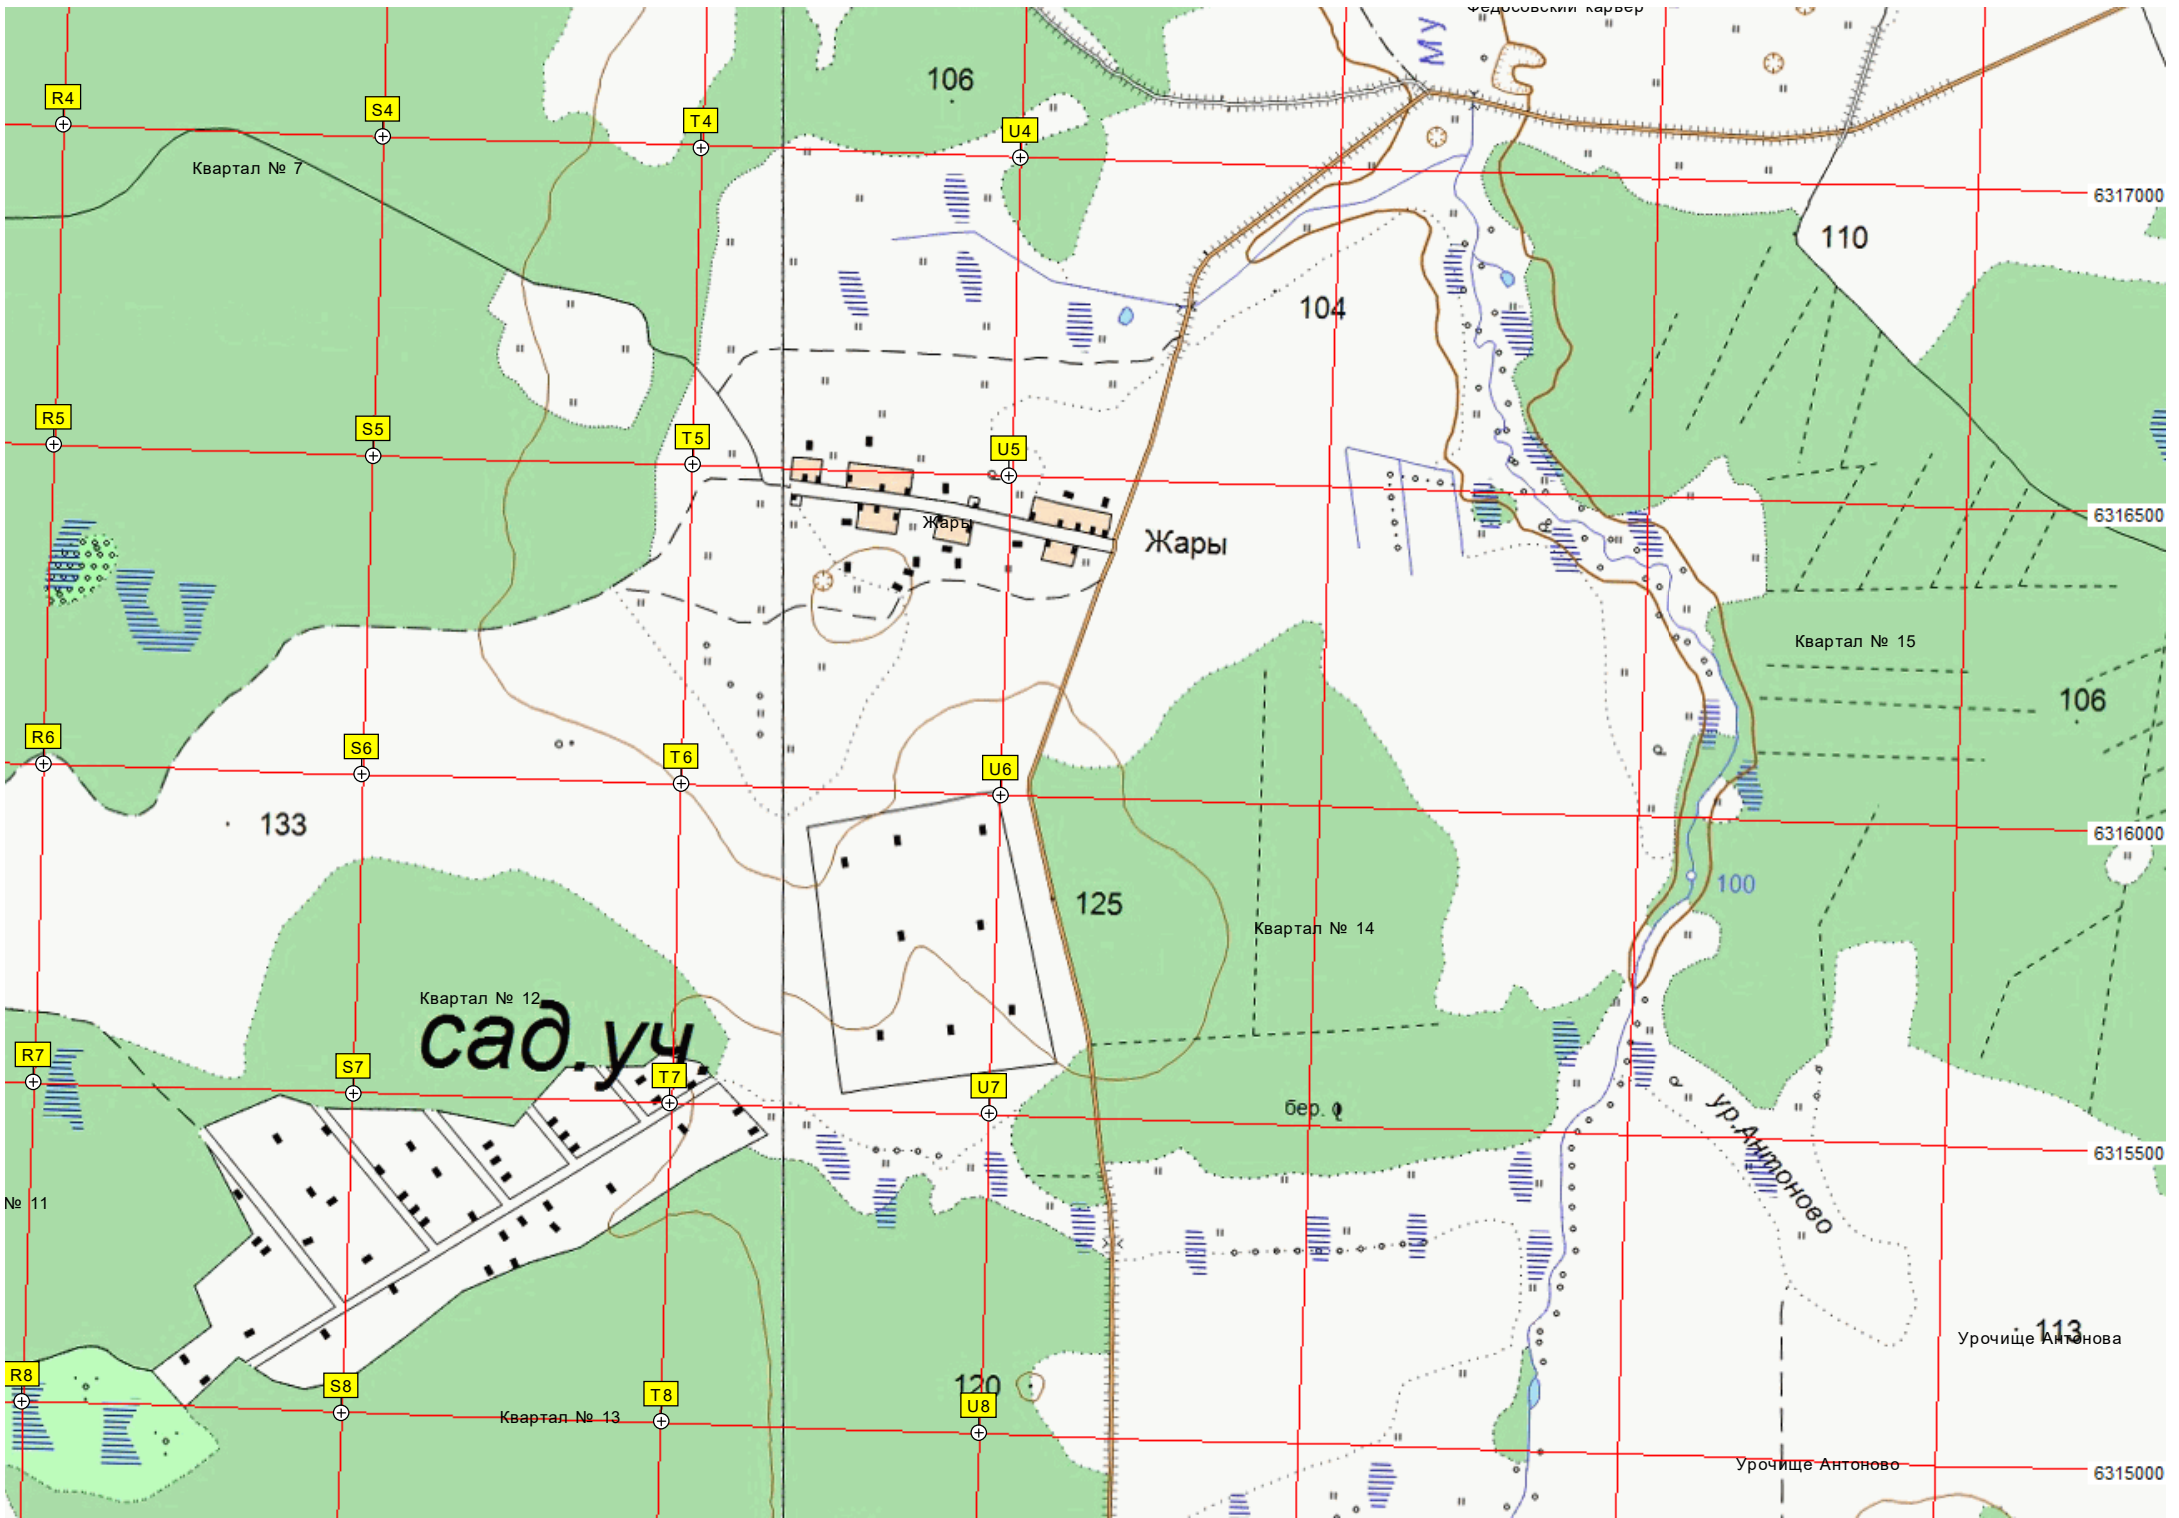 Федосовский карьер
Му
106
R4
S4
T4
U4
Квартал № 7
6317000
110
104
R5
S5
T5
U5
6316500
Жары
Жары
Квартал № 15
106
R6
S6
T6
U6
133
6316000
100
125
Квартал № 14
Квартал № 12
сад.уч
R7
S7
T7
U7
бер.
ур.Антоново
6315500
№ 11
113
Урочище Антонова
R8
S8
T8
120
U8
Квартал № 13
Урочище Антоново
6315000